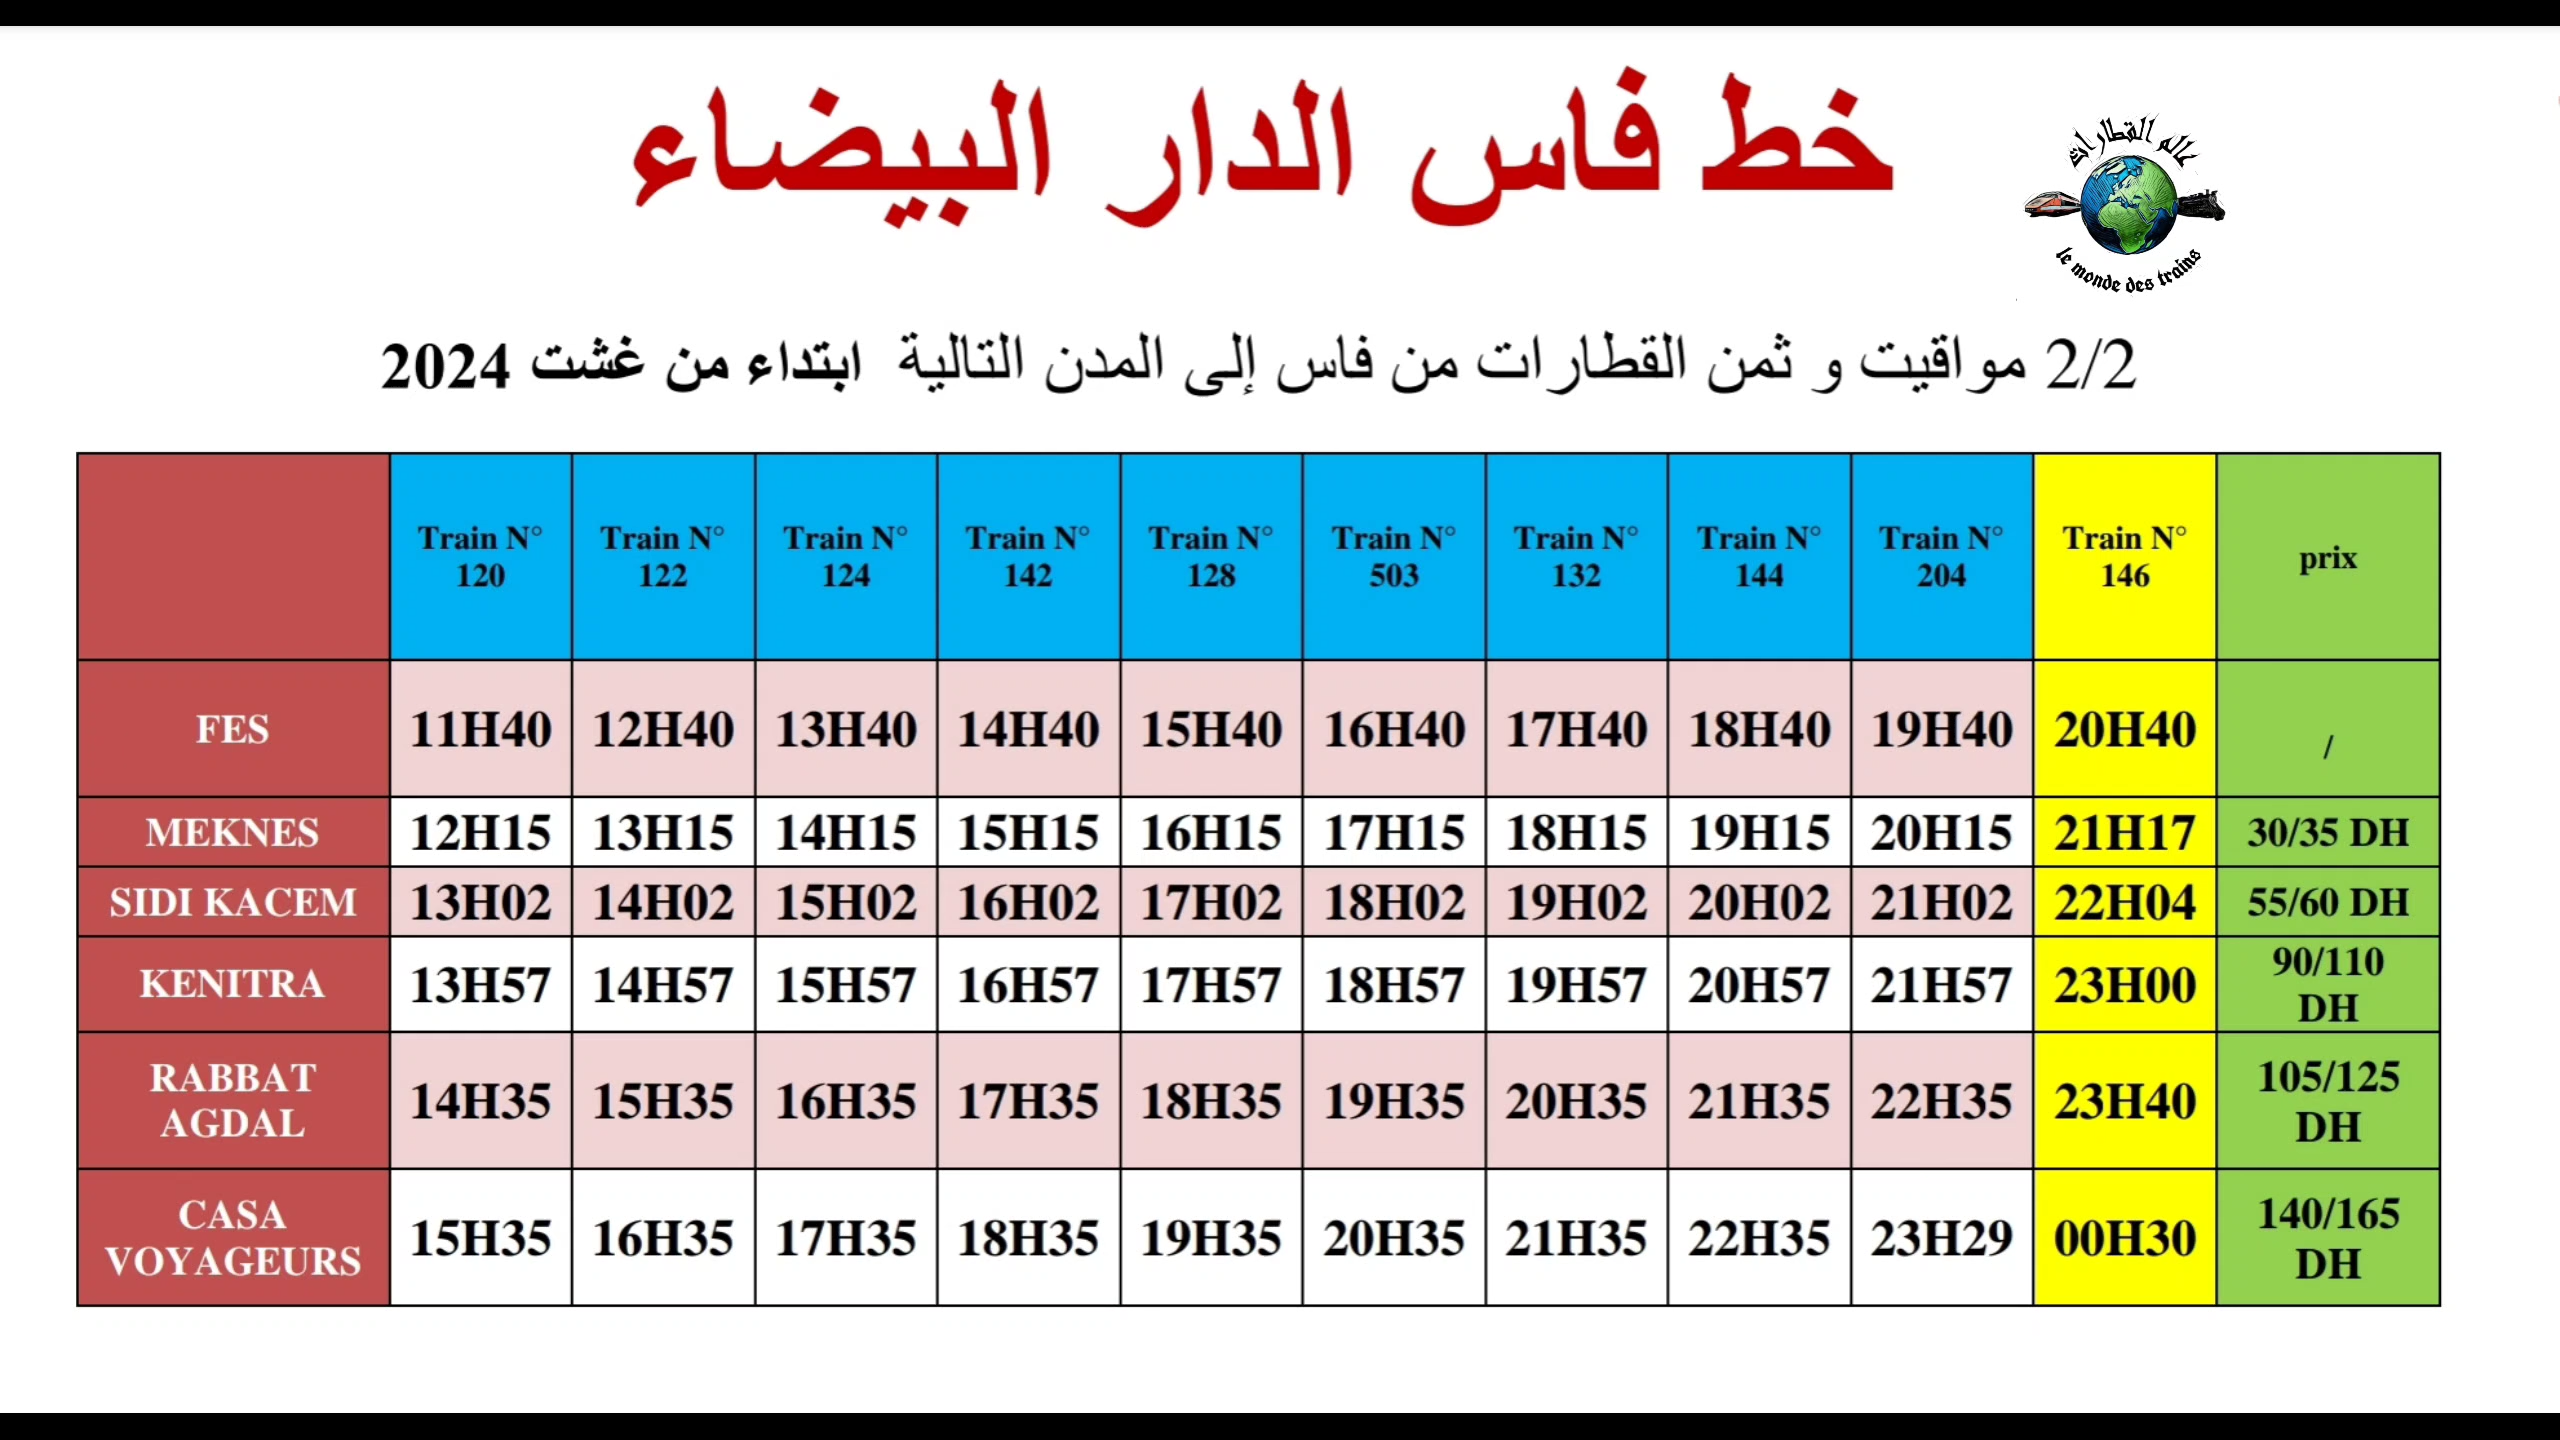 خط فاس الدار البيضاء
عالم القطارات
le monde des trains
2/2 مواقيت و ثمن القطارات من فاس إلى المدن التالية ابتداء من غشت 2024
Train N° 120 Train N° 122 Train N° 124 Train N° 142 Train N° 128 Train N° 503 Train N° 132 Train N° 144 Train N° 204 Train N° 146 prix
FES 11H40 12H40 13H40 14H40 15H40 16H40 17H40 18H40 19H40 20H40 /
MEKNES 12H15 13H15 14H15 15H15 16H15 17H15 18H15 19H15 20H15 21H17 30/35 DH
SIDI KACEM 13H02 14H02 15H02 16H02 17H02 18H02 19H02 20H02 21H02 22H04 55/60 DH
KENITRA 13H57 14H57 15H57 16H57 17H57 18H57 19H57 20H57 21H57 23H00 90/110 DH
RABBAT AGDAL 14H35 15H35 16H35 17H35 18H35 19H35 20H35 21H35 22H35 23H40 105/125 DH
CASA VOYAGEURS 15H35 16H35 17H35 18H35 19H35 20H35 21H35 22H35 23H29 00H30 140/165 DH